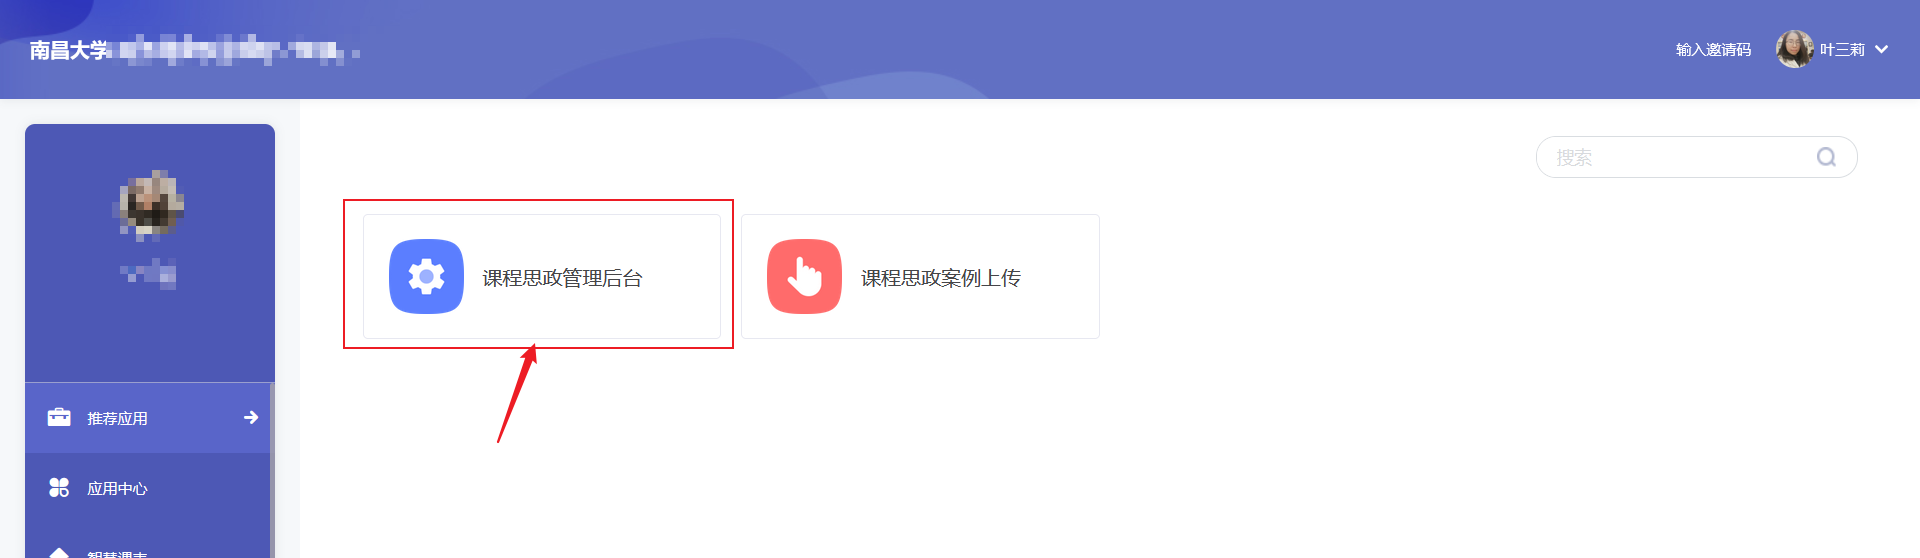 南昌大学
输入邀请码
叶三莉
搜索
课程思政管理后台
课程思政案例上传
推荐应用
应用中心